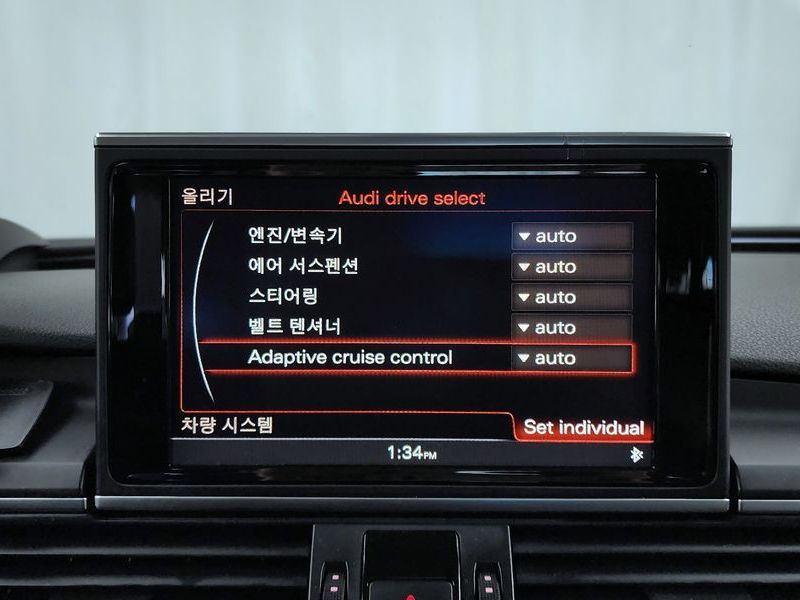 올리기 Audi drive select
엔진/변속기 auto
에어 서스펜션 auto
스티어링 auto
벨트 텐셔너 auto
Adaptive cruise control auto
차량 시스템 Set individual
1:34PM